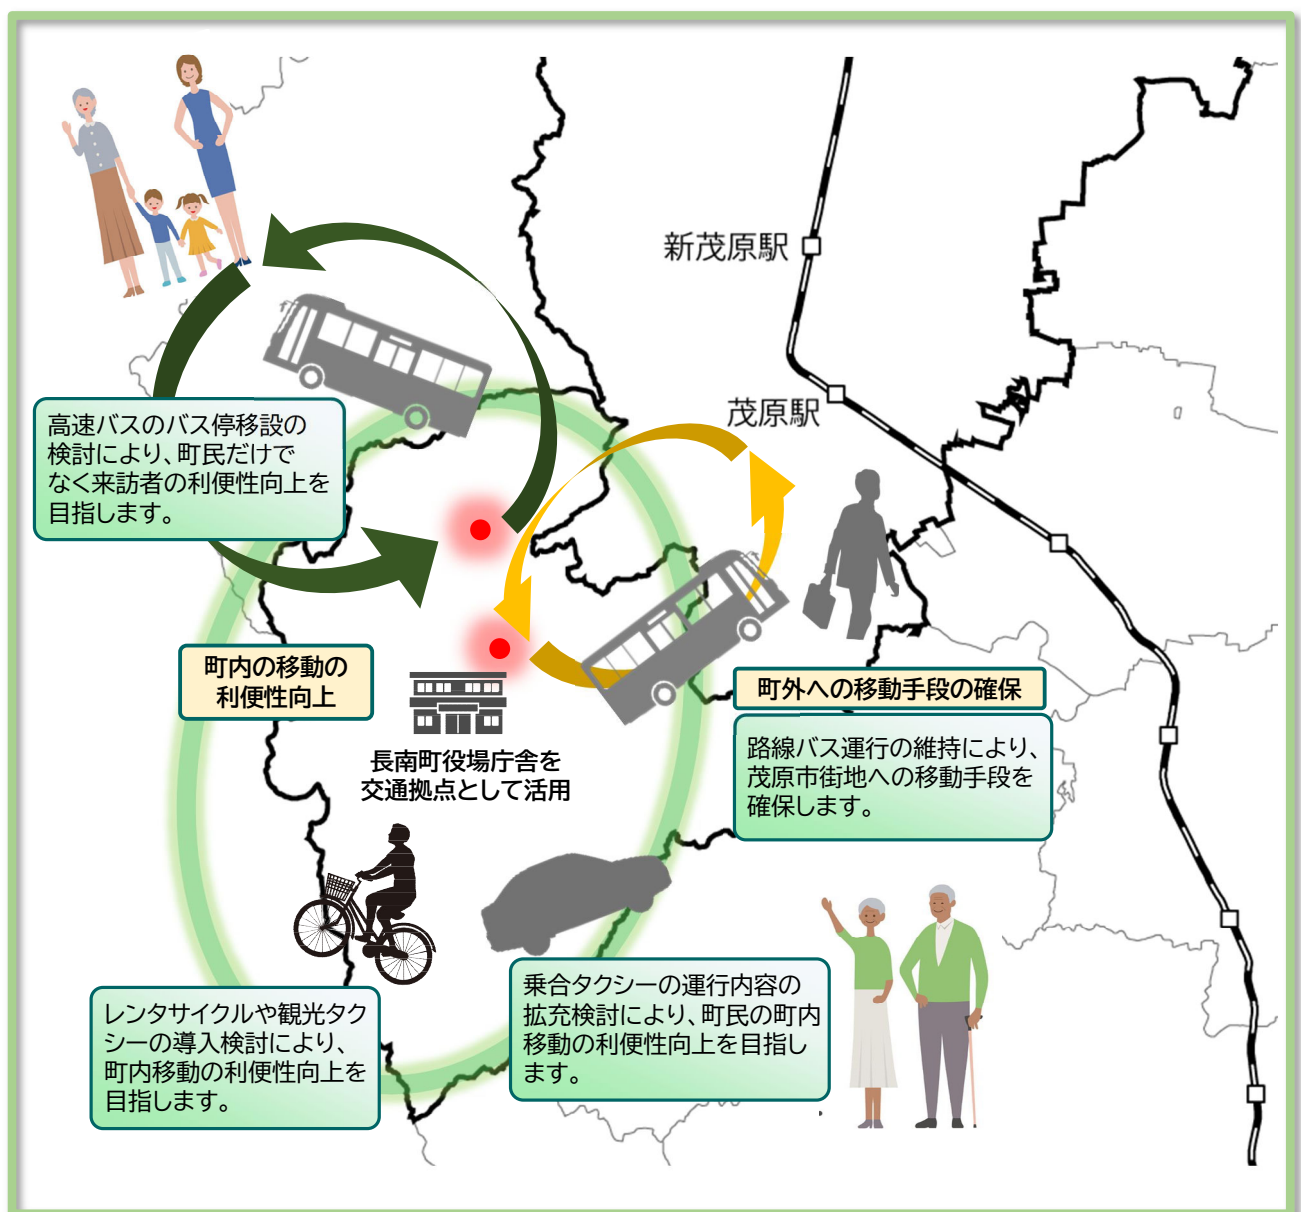 新茂原駅
茂原駅
高速バスのバス停移設の
検討により、町民だけで
なく来訪者の利便性向上を
目指します。
町内の移動の
利便性向上
長南町役場庁舎を
交通拠点として活用
町外への移動手段の確保
路線バス運行の維持により、
茂原市街地への移動手段を
確保します。
レンタサイクルや観光タク
シーの導入検討により、
町内移動の利便性向上を
目指します。
乗合タクシーの運行内容の
拡充検討により、町民の町内
移動の利便性向上を目指し
ます。